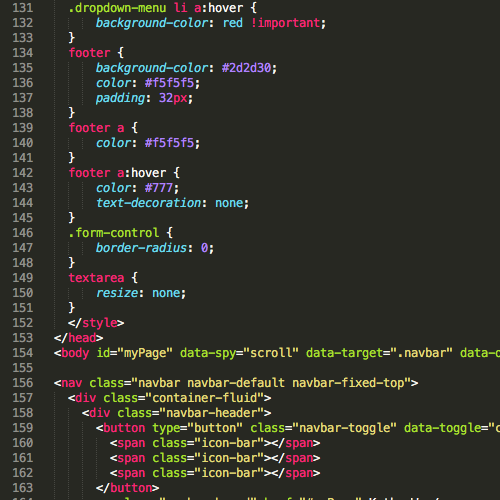 131 .dropdown-menu li a:hover {
132 background-color: red !important;
133 }
134 footer {
135 background-color: #2d2d30;
136 color: #f5f5f5;
137 padding: 32px;
138 }
139 footer a {
140 color: #f5f5f5;
141 }
142 footer a:hover {
143 color: #777;
144 text-decoration: none;
145 }
146 .form-control {
147 border-radius: 0;
148 }
149 textarea {
150 resize: none;
151 }
152 </style>
153 </head>
154 <body id="myPage" data-spy="scroll" data-target=".navbar" data-o
155
156 <nav class="navbar navbar-default navbar-fixed-top">
157 <div class="container-fluid">
158 <div class="navbar-header">
159 <button type="button" class="navbar-toggle" data-toggle="c
160 <span class="icon-bar"></span>
161 <span class="icon-bar"></span>
162 <span class="icon-bar"></span>
163 </button>